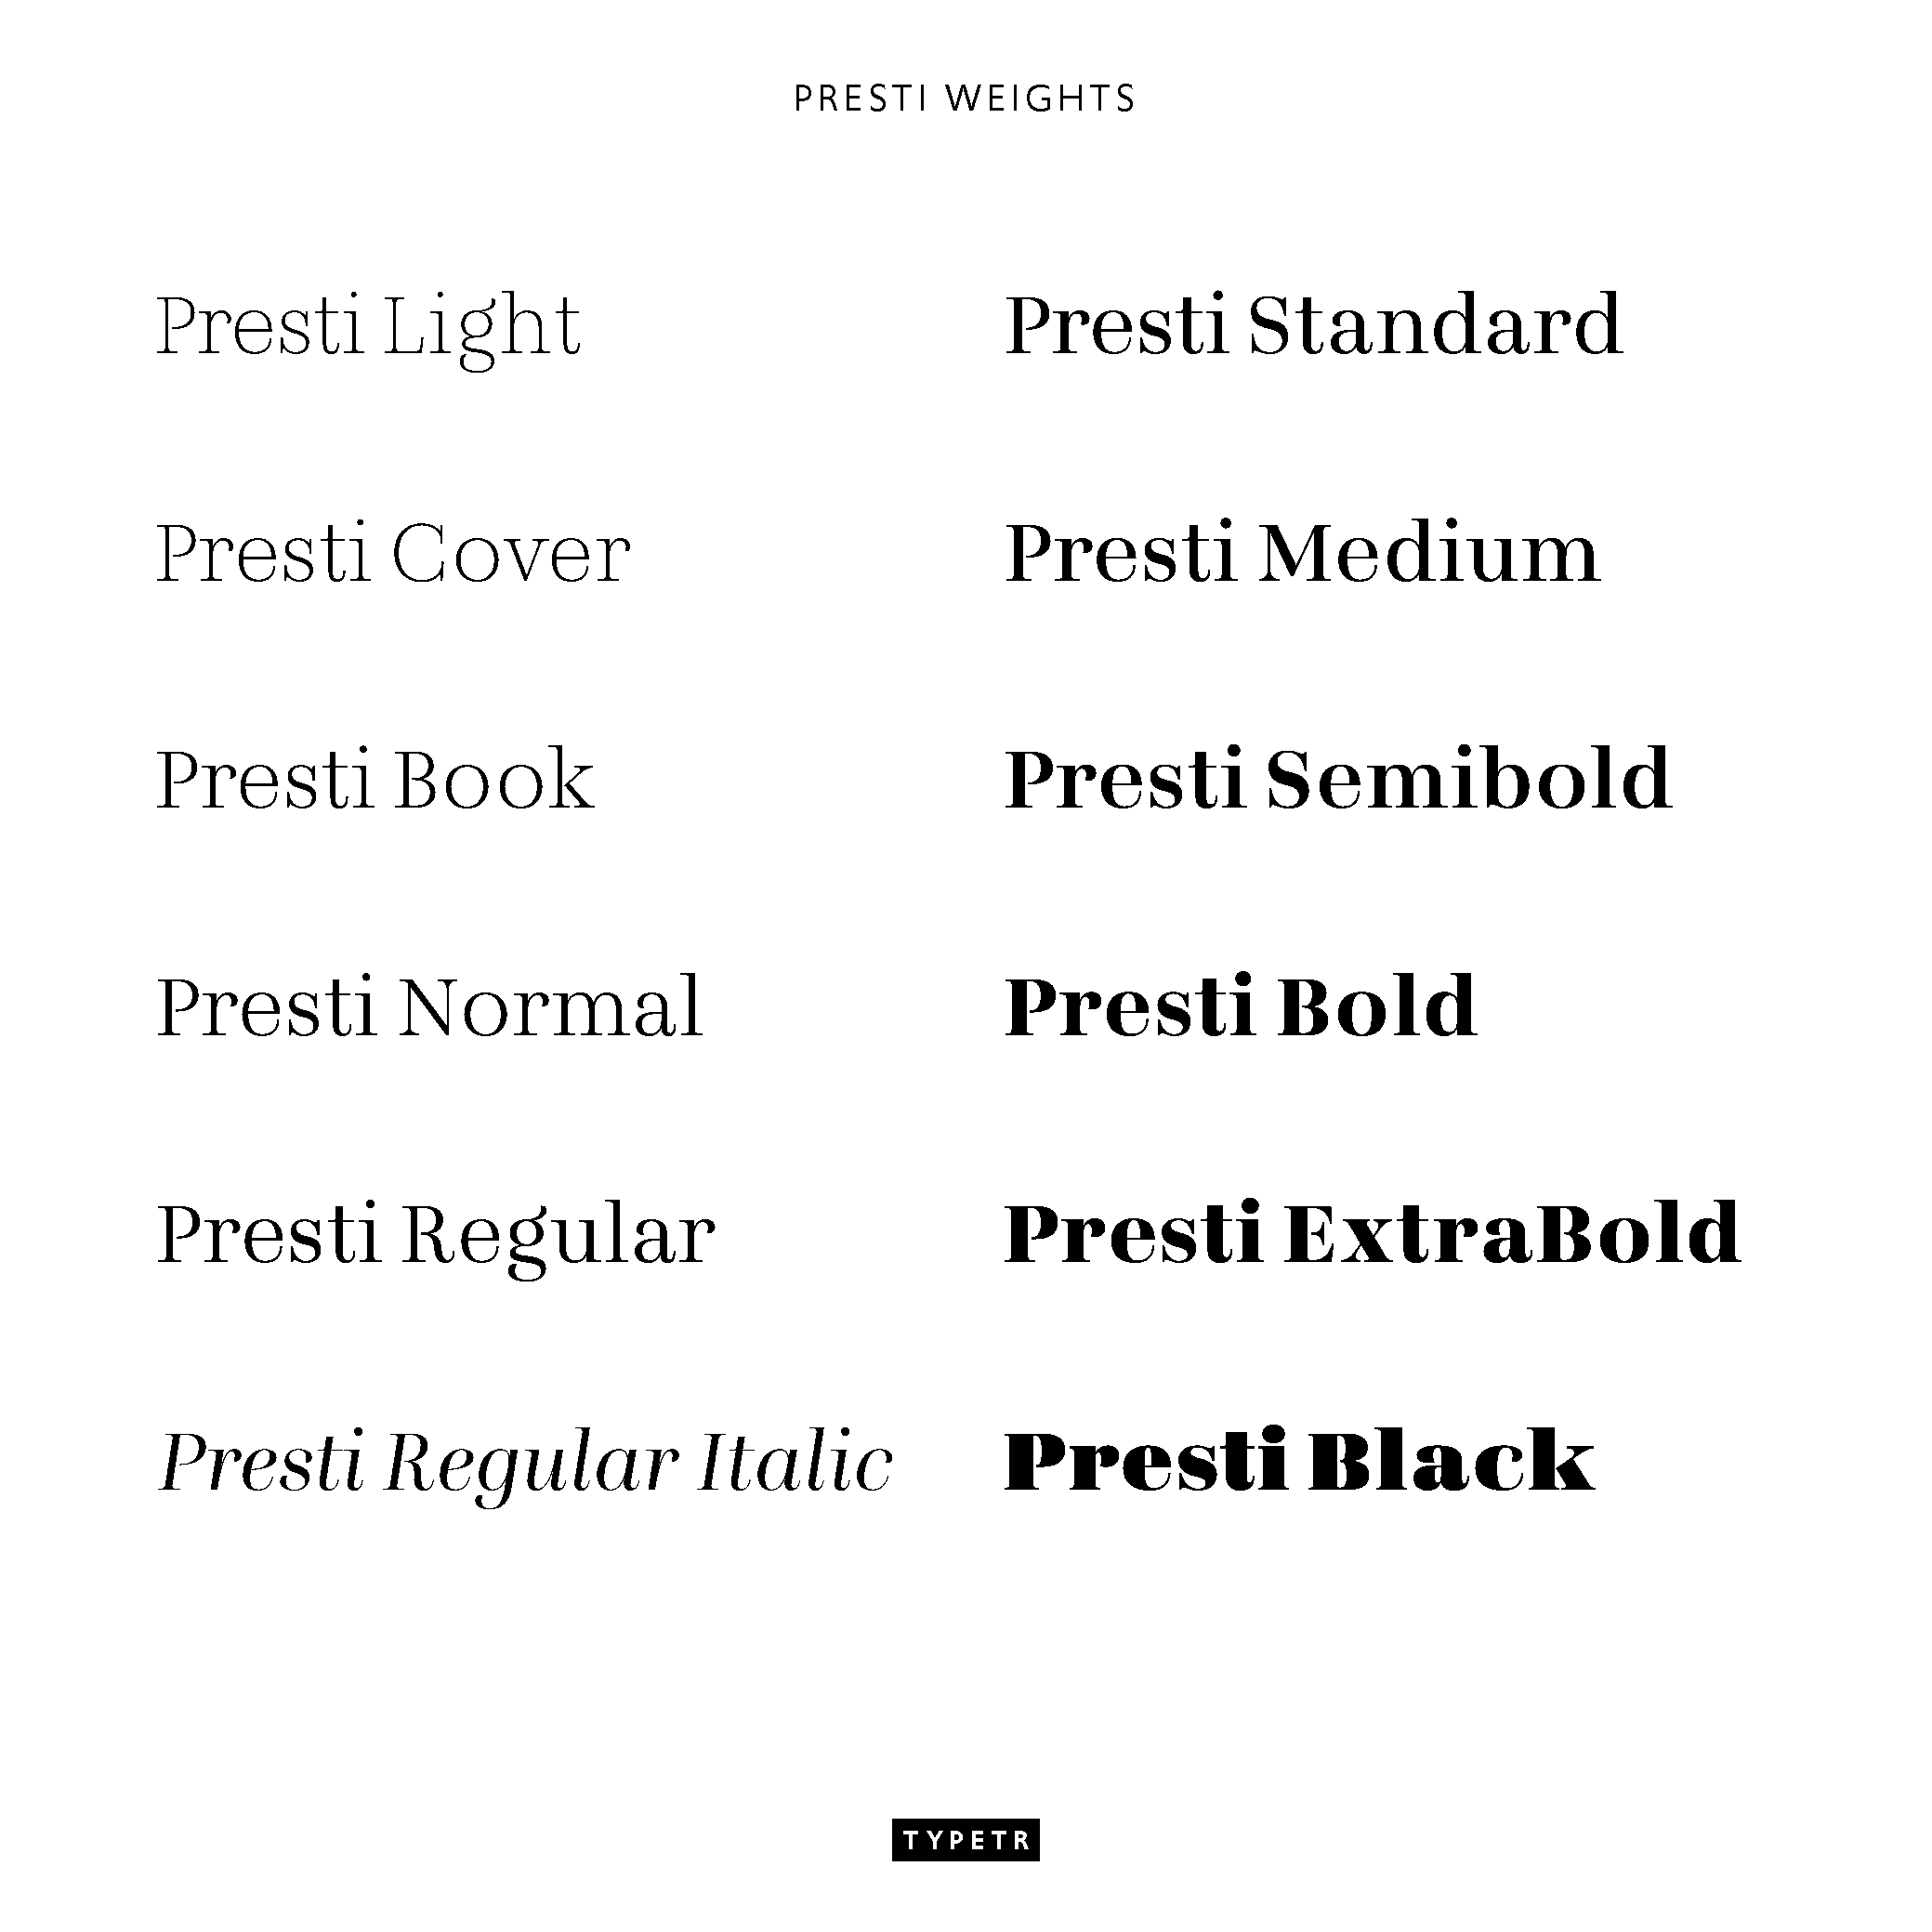 PRESTI WEIGHTS
Presti Light
Presti Cover
Presti Book
Presti Normal
Presti Regular
Presti Regular Italic
Presti Standard
Presti Medium
Presti Semibold
Presti Bold
Presti ExtraBold
Presti Black
TYPETR